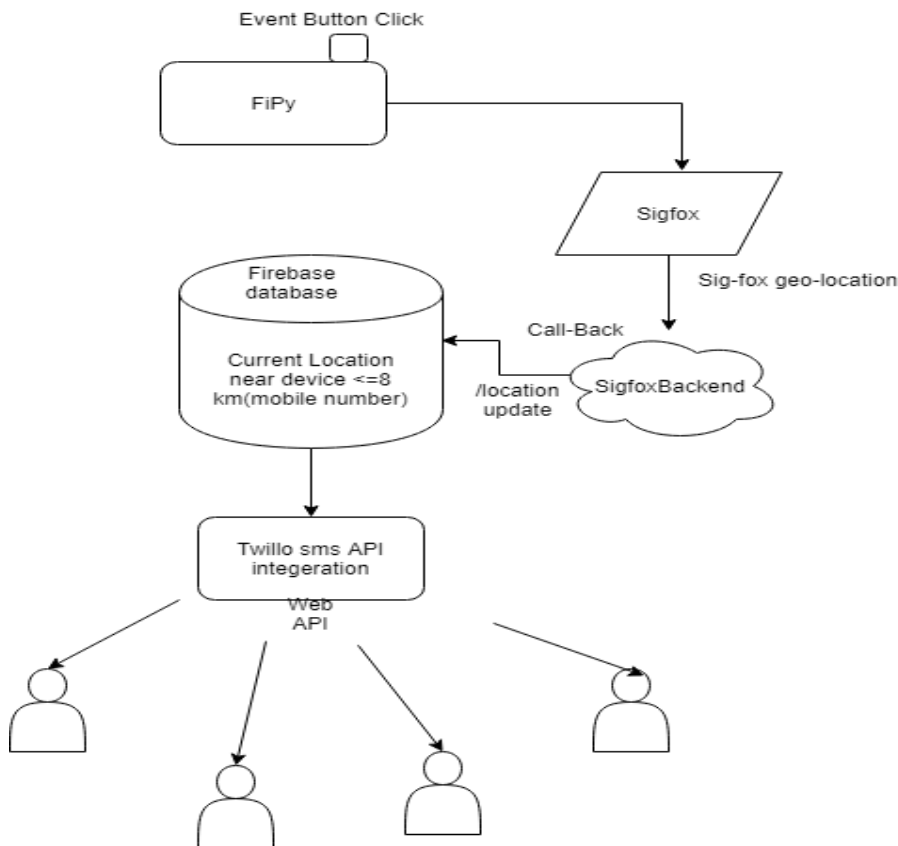 Event Button Click
FiPy
Sigfox
Sig-fox geo-location
Firebase
database
Call-Back
Current Location
near device <=8
km(mobile number)
/location
update
SigfoxBackend
Twillo sms API
integeration
Web
API